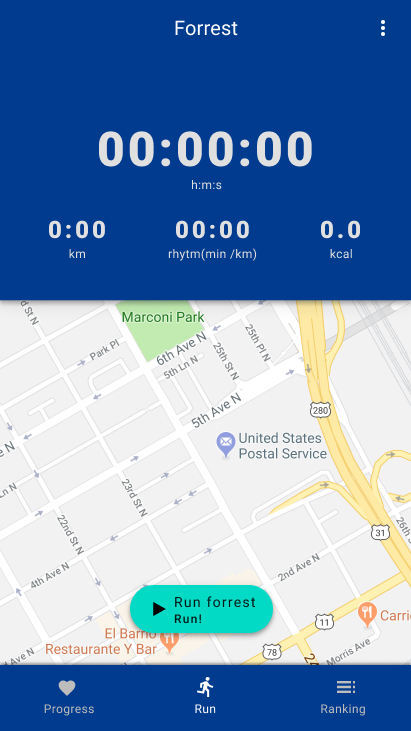 Forrest
00:00:00
h:m:s
0:00 00:00 0.0
km rhytm(min /km) kcal
Marconi Park
Park Pl
6th Ave N
5th Ln N
25th St N
25th Pl N
5th Ave N
280
United States
Postal Service
Ln N
23rd St N
22nd St N
31
4th Ave N
2nd Ave N
Run forrest
Run!
11
El Barrio
Restaurante Y Bar
78
Morris Ave
Progress Run Ranking